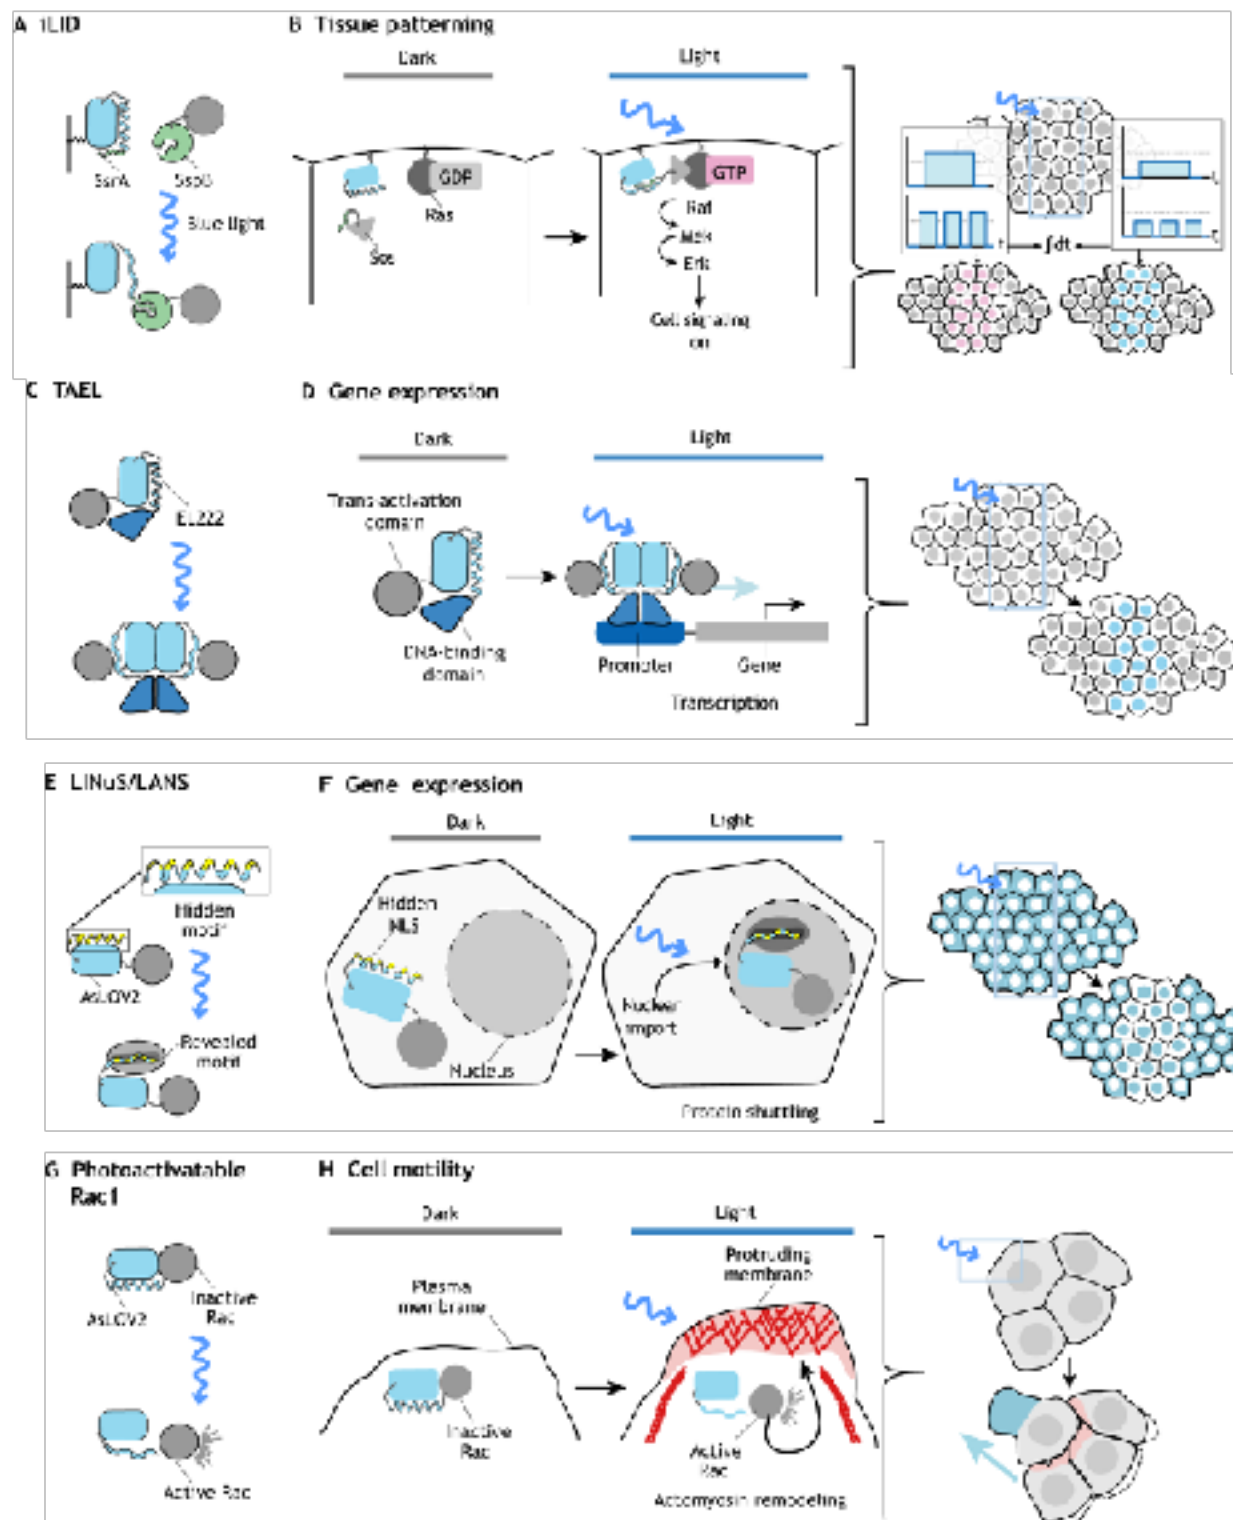 A iLID
B Tissue patterning
Dark
Light
SsrA
SspB
Blue light
GDP
Ras
Sos
GTP
Raf
Mek
Erk
Cell signaling
on
t
∫dt
t
t
C TAEL
D Gene expression
Dark
Light
EL222
Trans-activation
domain
DNA-binding
domain
Promoter
Gene
Transcription
E LINuS/LANS
F Gene expression
Dark
Light
Hidden
motif
AsLOV2
Revealed
motif
Hidden
NLS
Nucleus
Nuclear
import
Protein shuttling
G Photoactivatable
Rac1
H Cell motility
Dark
Light
AsLOV2
Inactive
Rac
Active Rac
Plasma
membrane
Inactive
Rac
Protruding
membrane
Active
Rac
Actomyosin remodeling